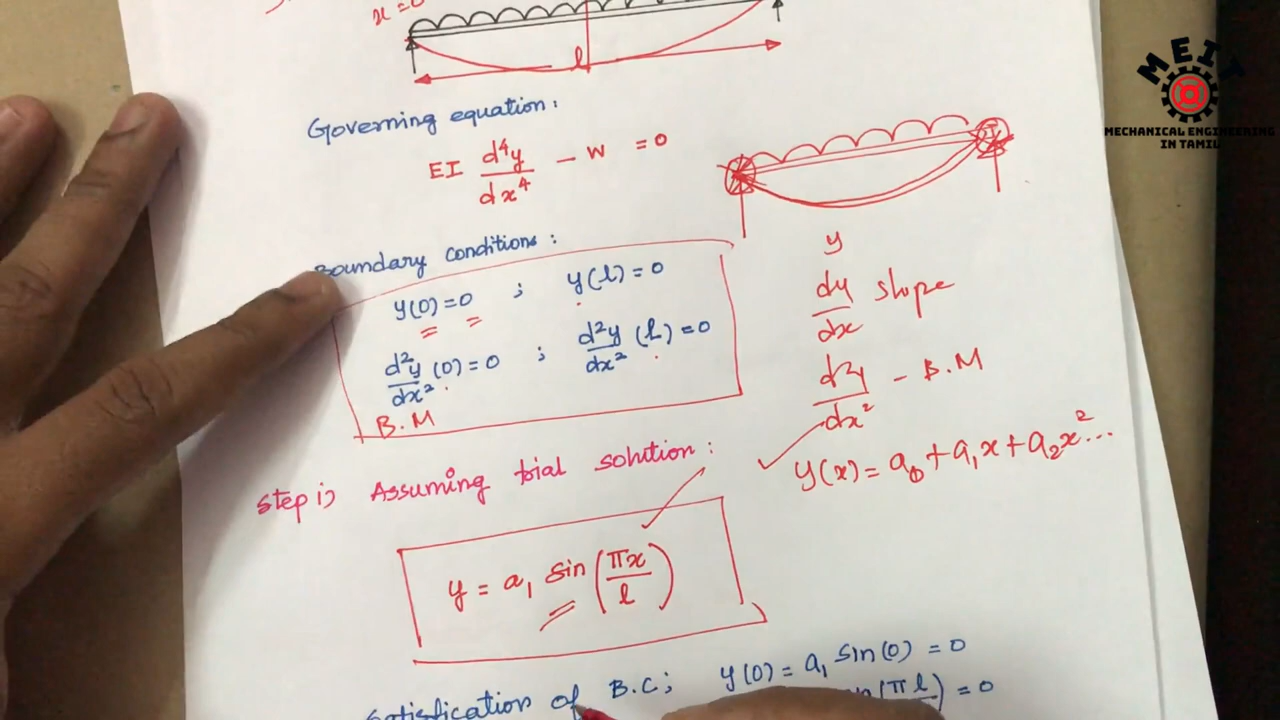 x=0
l
MEIT
MECHANICAL ENGINEERING
IN TAMIL
Governing equation:
EI d⁴y/dx⁴ - w = 0
Boundary conditions:
y(0)=0 ; y(l)=0
d²y/dx² (0)=0 ; d²y/dx² (l)=0
B.M
y
dy/dx slope
d²y/dx² - B.M
y(x)= a₀+a₁x+a₂x²...
Step i) Assuming trial solution:
y = a₁ sin (πx/l)
Satisfication of B.C; y(0)= a₁ sin(0) = 0
(πl = 0